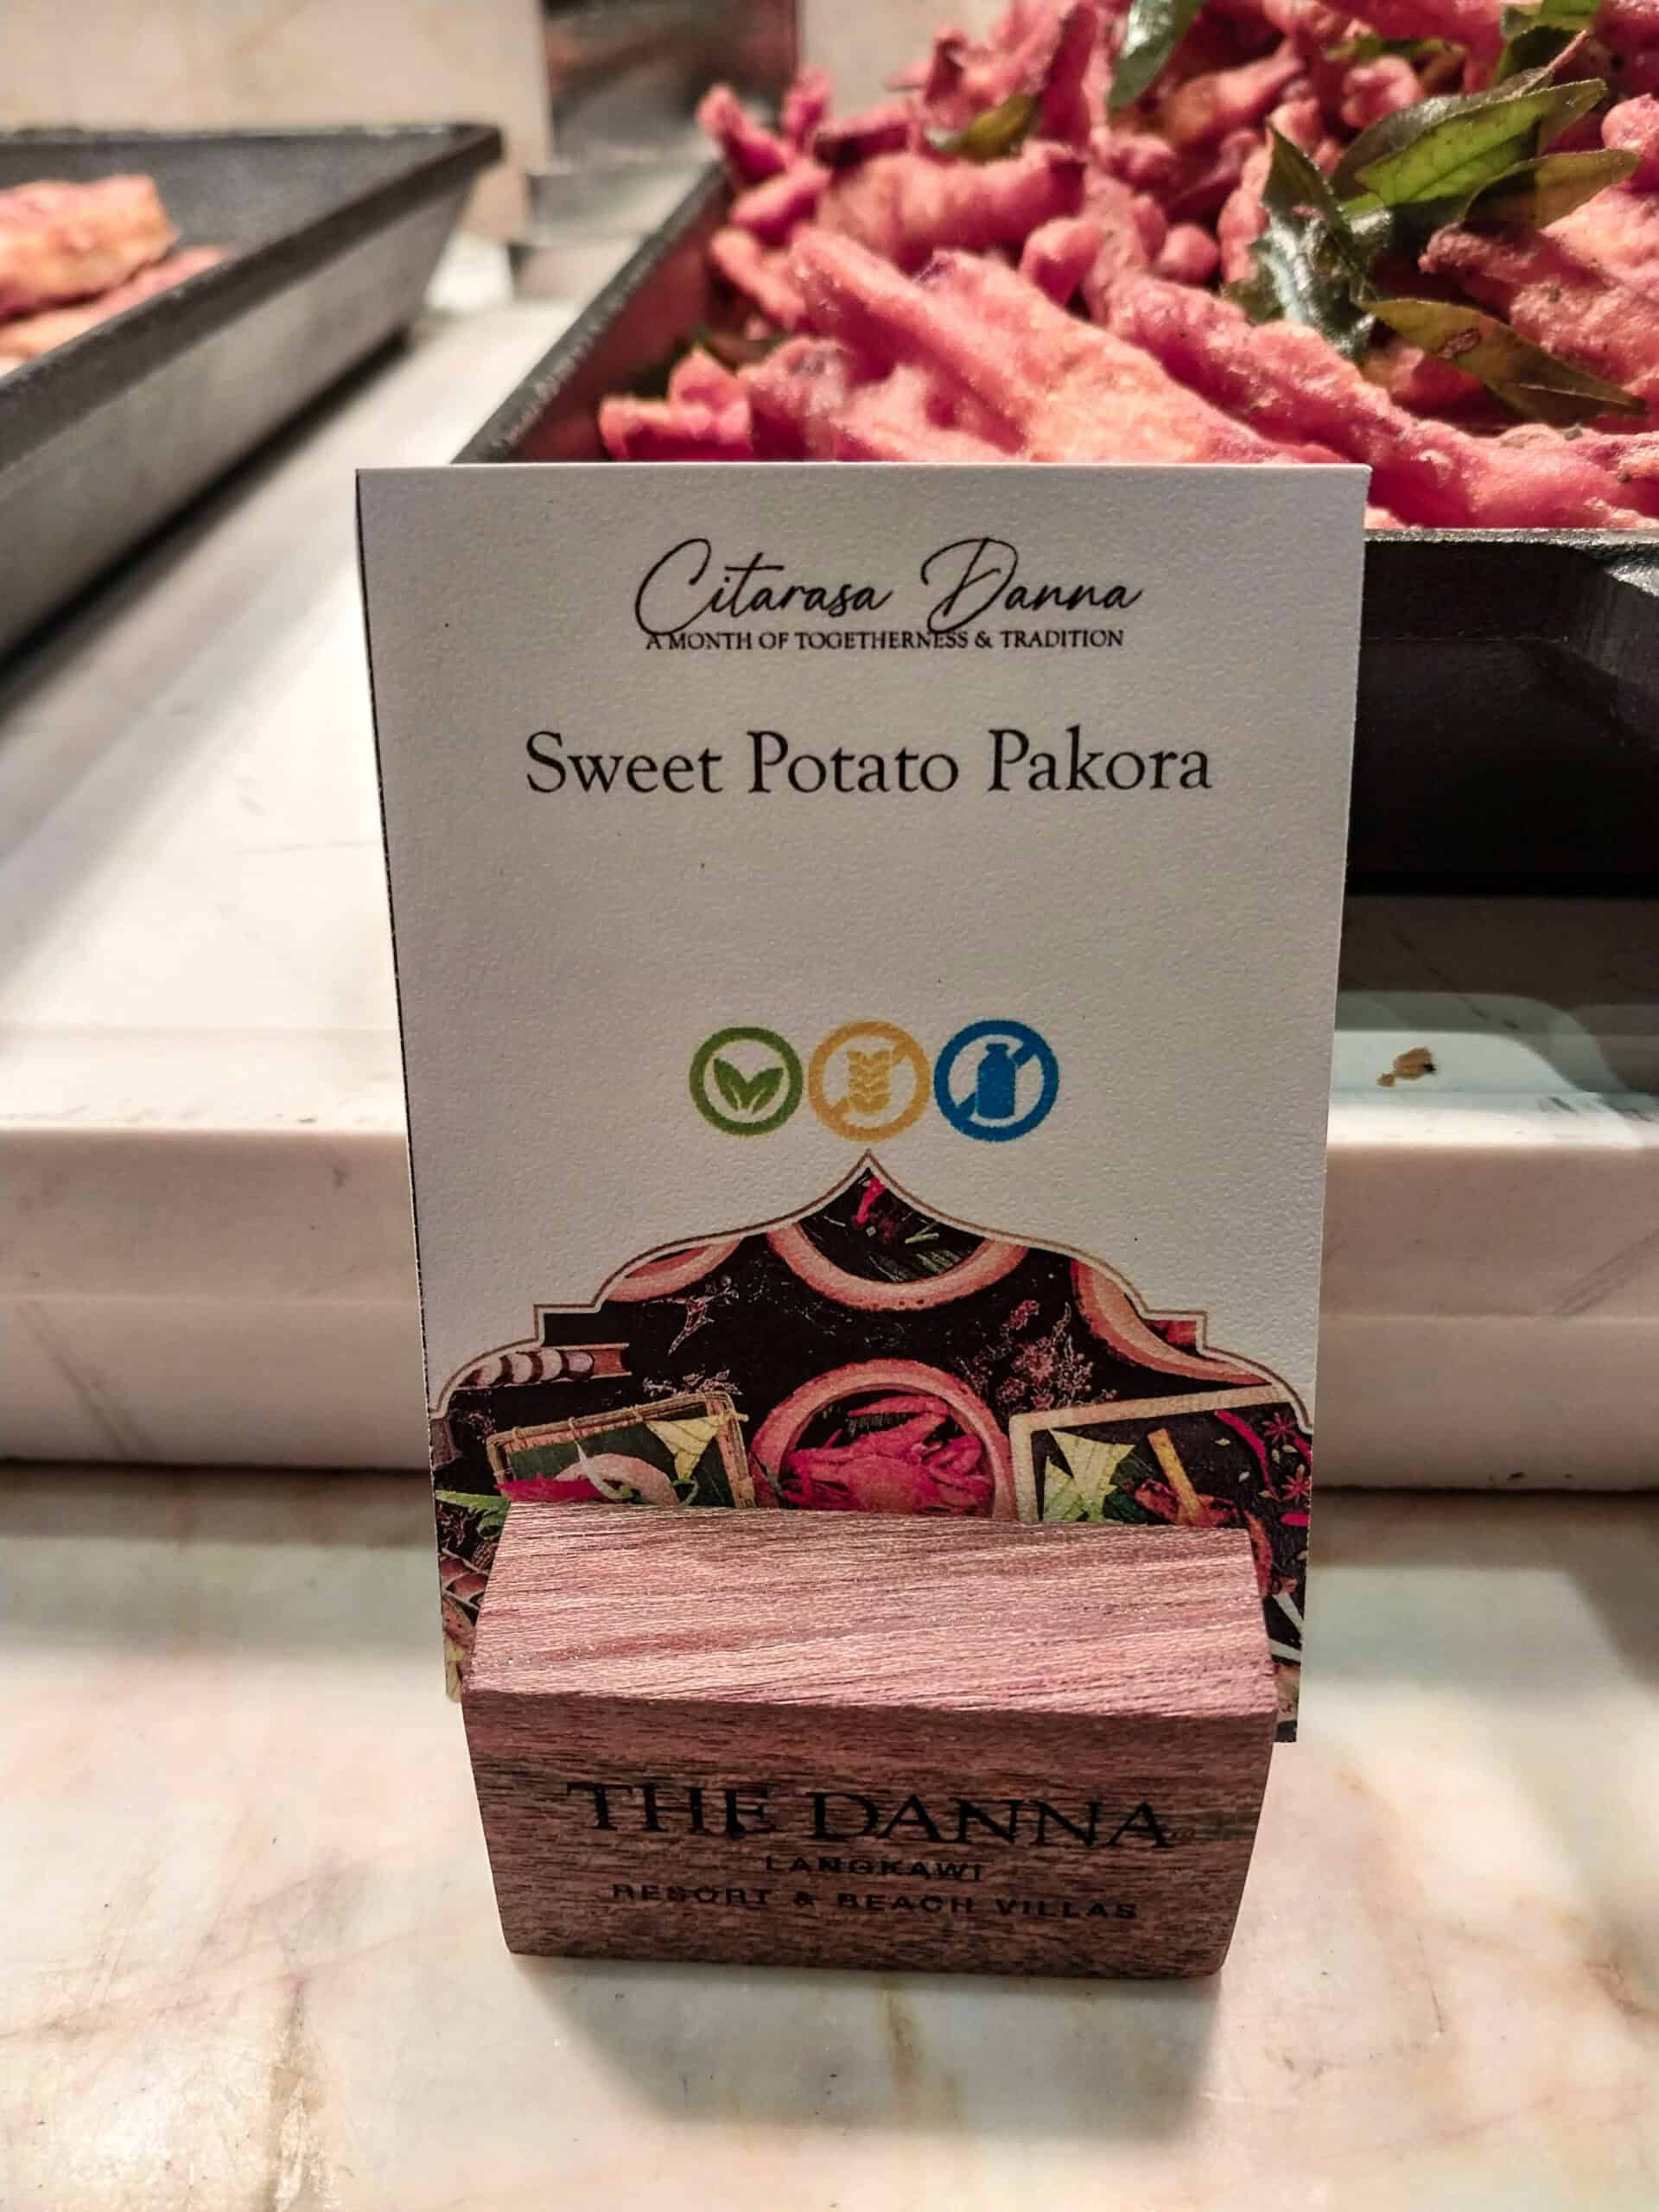 Citarasa Danna
A MONTH OF TOGETHERNESS & TRADITION
Sweet Potato Pakora
THE DANNA
LANGKAWI
RESORT & BEACH VILLAS